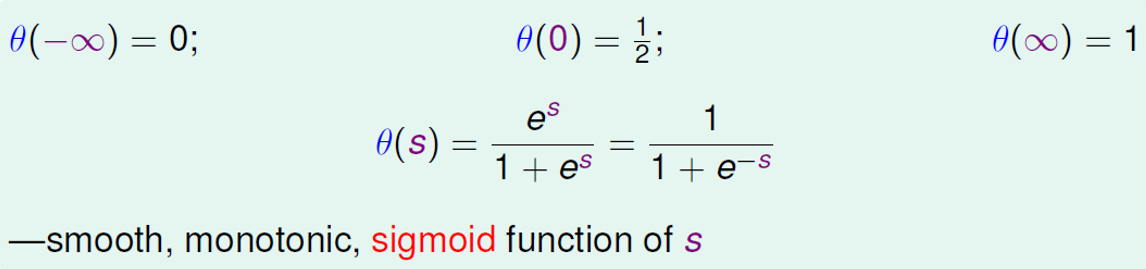 θ(−∞) = 0; θ(0) = 1/2; θ(∞) = 1
θ(s) = e^s / (1 + e^s) = 1 / (1 + e^−s)
—smooth, monotonic, sigmoid function of s